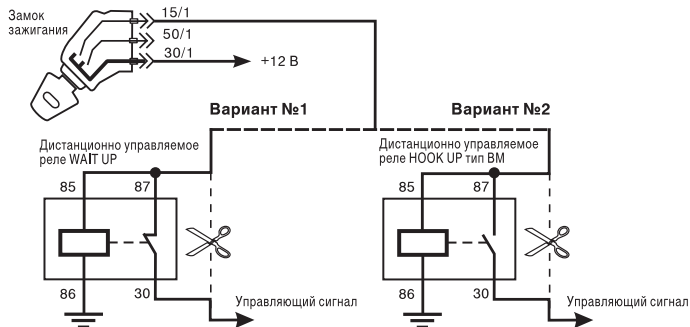 Замок
зажигания
15/1
50/1
30/1
+12 В
Вариант №1
Вариант №2
Дистанционно управляемое
реле WAIT UP
Дистанционно управляемое
реле HOOK UP тип ВМ
85
87
85
87
86
30
Управляющий сигнал
86
30
Управляющий сигнал